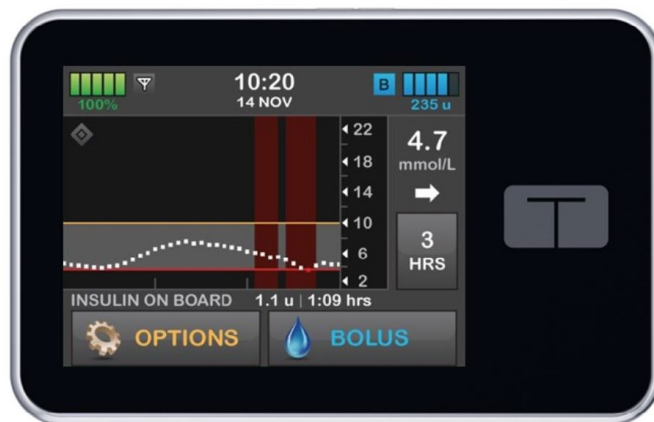 100%
10:20
14 NOV
B
235 u
22
18
14
10
6
2
4.7
mmol/L
3
HRS
INSULIN ON BOARD 1.1 u | 1:09 hrs
OPTIONS
BOLUS
T